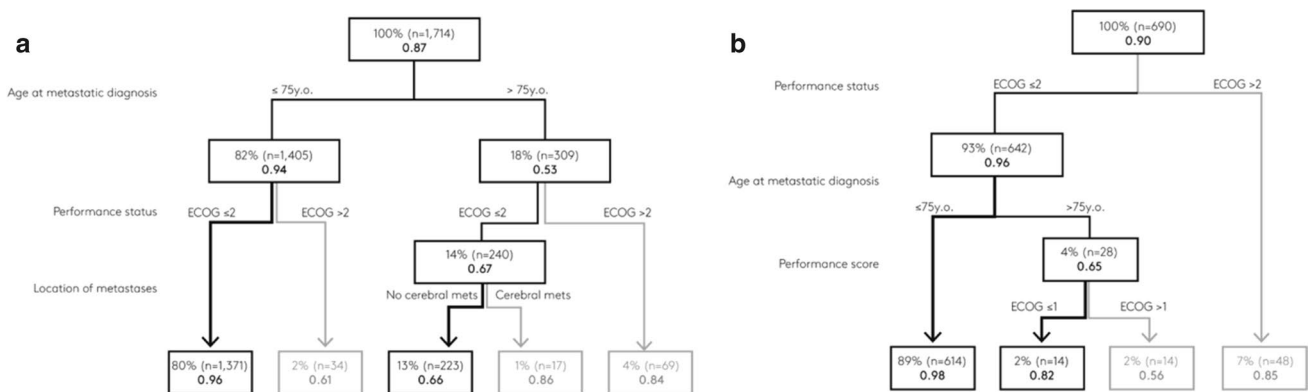 a
100% (n=1,714)
0.87
Age at metastatic diagnosis
≤ 75y.o.
> 75y.o.
82% (n=1,405)
0.94
18% (n=309)
0.53
Performance status
ECOG ≤2
ECOG >2
ECOG ≤2
ECOG >2
14% (n=240)
0.67
Location of metastases
No cerebral mets
Cerebral mets
80% (n=1,371)
0.96
2% (n=34)
0.61
13% (n=223)
0.66
1% (n=17)
0.86
4% (n=69)
0.84
b
100% (n=690)
0.90
Performance status
ECOG ≤2
ECOG >2
93% (n=642)
0.96
Age at metastatic diagnosis
≤75y.o.
>75y.o.
4% (n=28)
0.65
Performance score
ECOG ≤1
ECOG >1
89% (n=614)
0.98
2% (n=14)
0.82
2% (n=14)
0.56
7% (n=48)
0.85